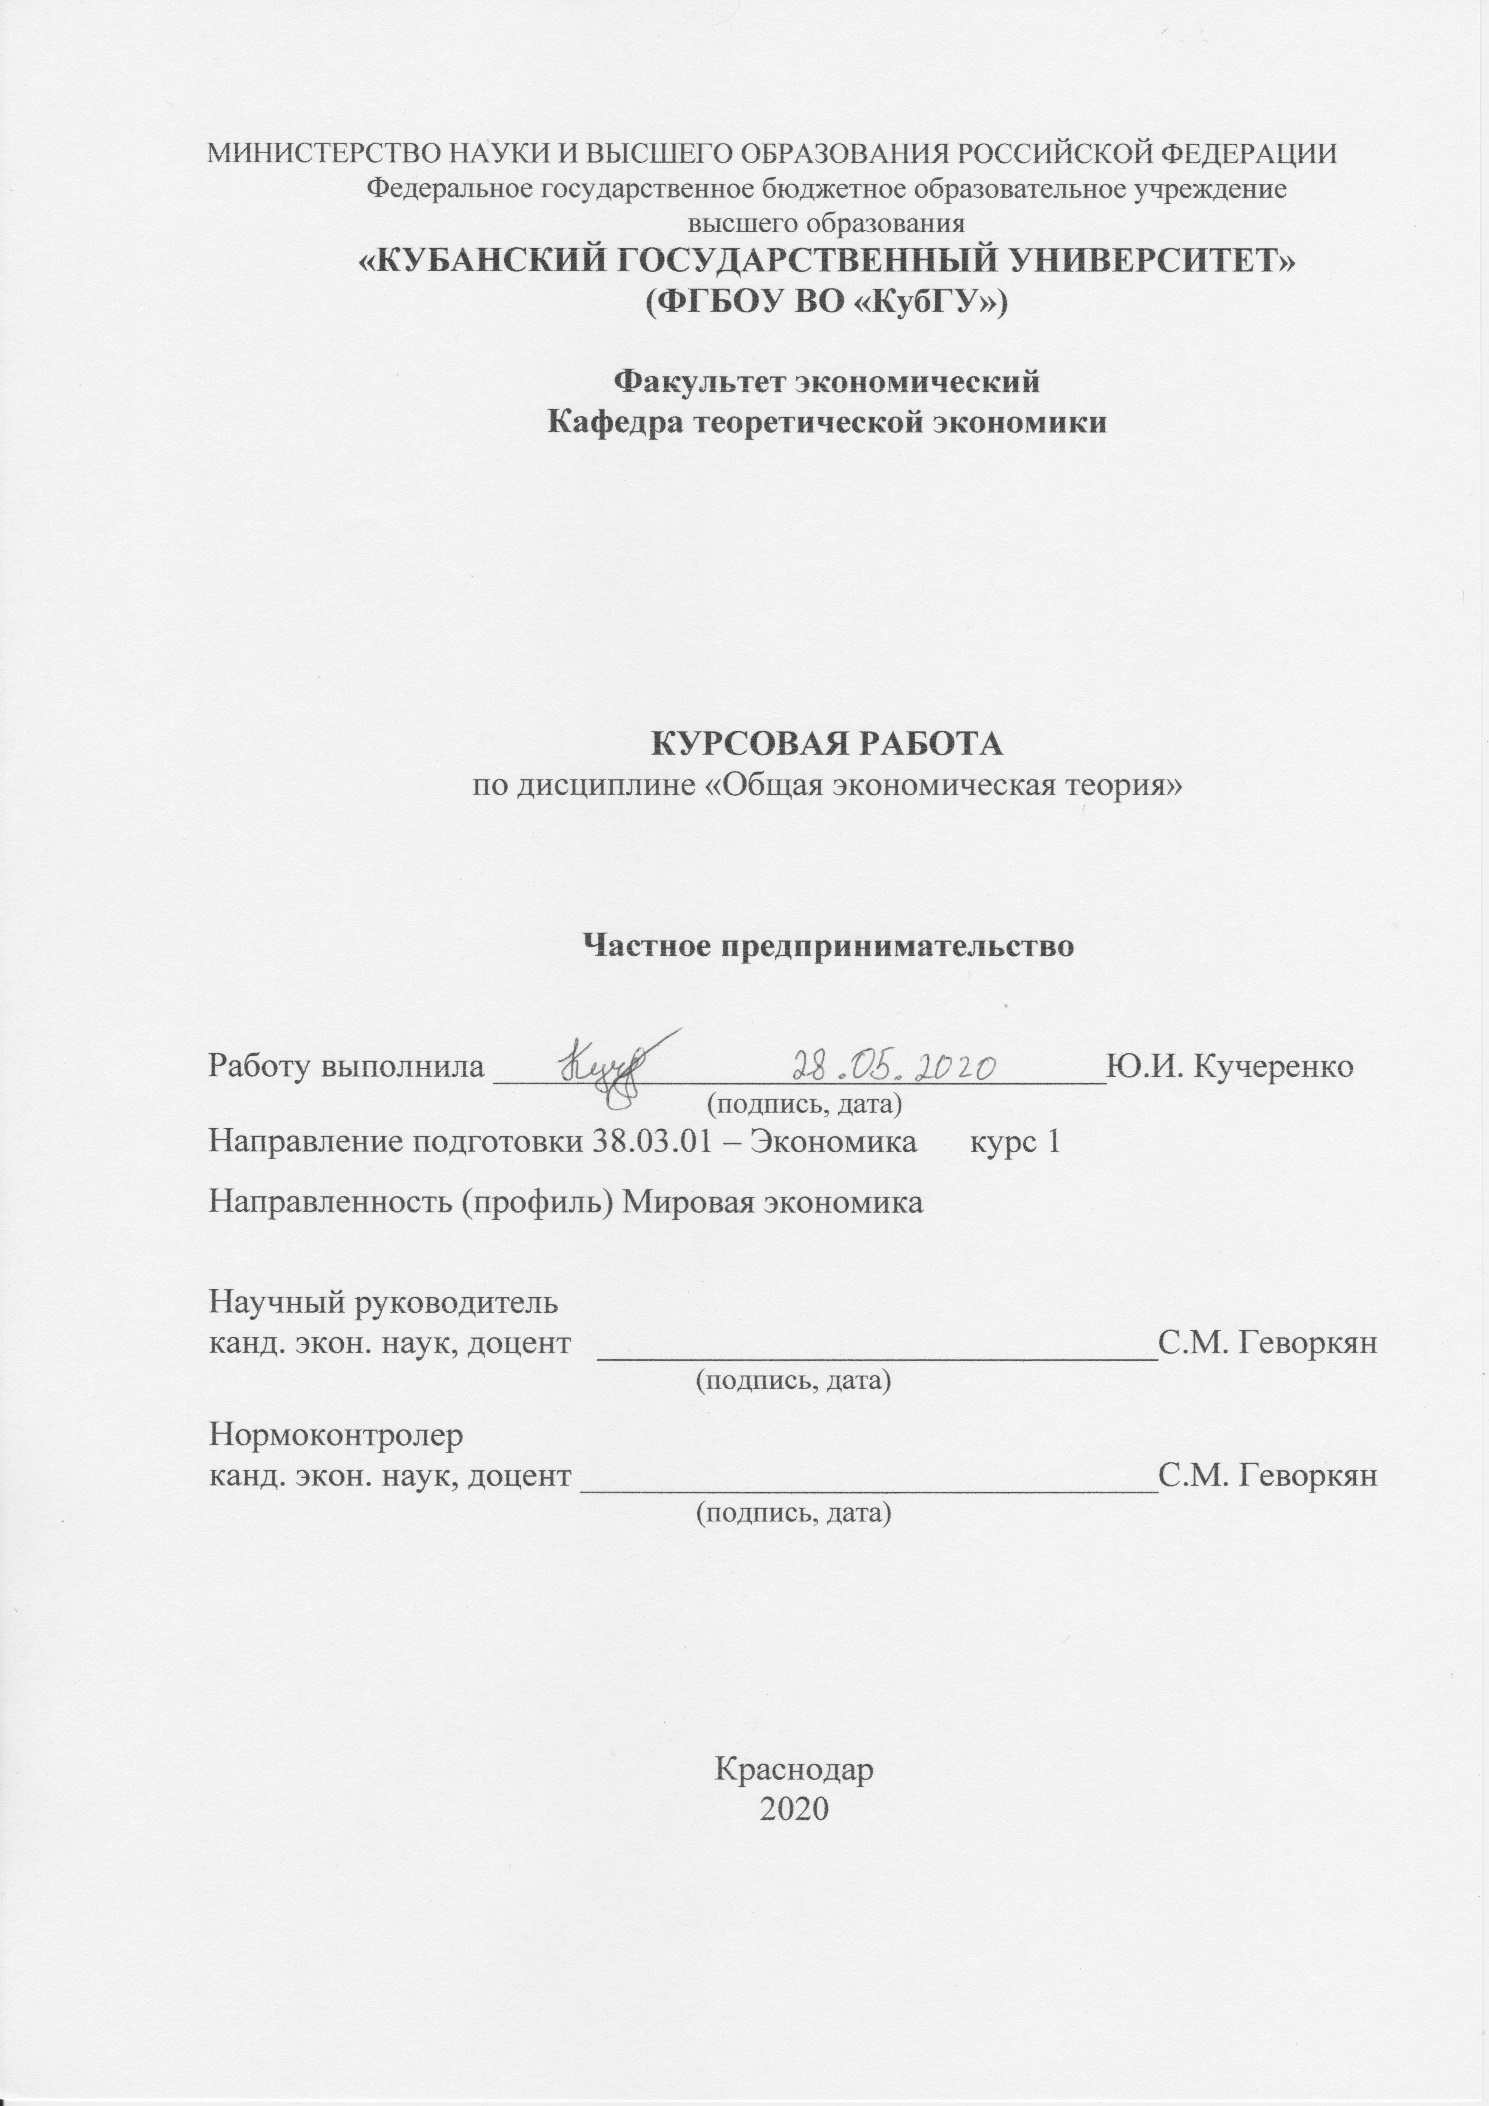 МИНИСТЕРСТВО НАУКИ И ВЫСШЕГО ОБРАЗОВАНИЯ РОССИЙСКОЙ ФЕДЕРАЦИИ
Федеральное государственное бюджетное образовательное учреждение
высшего образования
«КУБАНСКИЙ ГОСУДАРСТВЕННЫЙ УНИВЕРСИТЕТ»
(ФГБОУ ВО «КубГУ»)
Факультет экономический
Кафедра теоретической экономики
КУРСОВАЯ РАБОТА
по дисциплине «Общая экономическая теория»
Частное предпринимательство
Работу выполнила 28.05.2020 Ю.И. Кучеренко
(подпись, дата)
Направление подготовки 38.03.01 – Экономика курс 1
Направленность (профиль) Мировая экономика
Научный руководитель
канд. экон. наук, доцент С.М. Геворкян
(подпись, дата)
Нормоконтролер
канд. экон. наук, доцент С.М. Геворкян
(подпись, дата)
Краснодар
2020